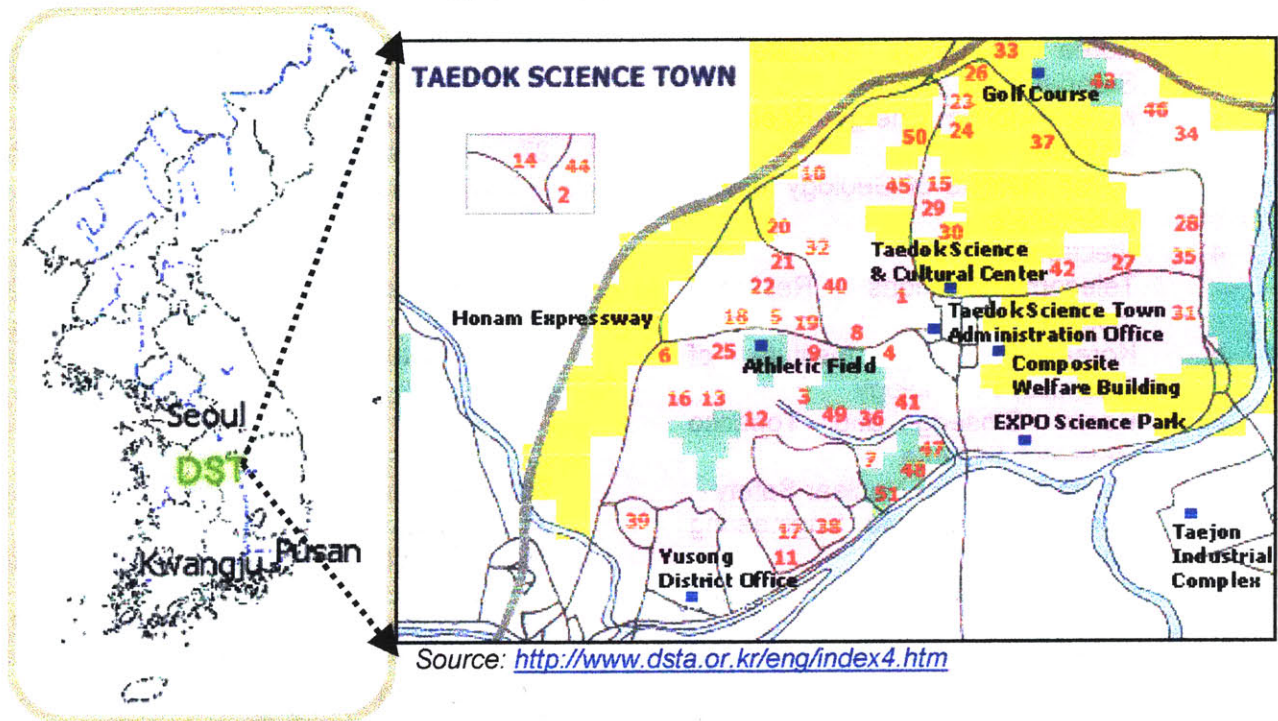 Seoul
DST
Kwangju
Pusan
TAEDOK SCIENCE TOWN
14
44
2
33
26
Golf Course
43
23
24
46
34
50
37
10
45
15
29
30
20
32
28
21
Taedok Science
& Cultural Center
42
27
35
22
40
1
Honam Expressway
18
5
19
8
Taedok Science Town
Administration Office
31
6
25
9
4
Athletic Field
Composite
Welfare Building
16
13
12
3
49
36
41
EXPO Science Park
7
47
48
51
39
17
38
11
Yusong
District Office
Taejon
Industrial
Complex
Source: http://www.dsta.or.kr/eng/index4.htm